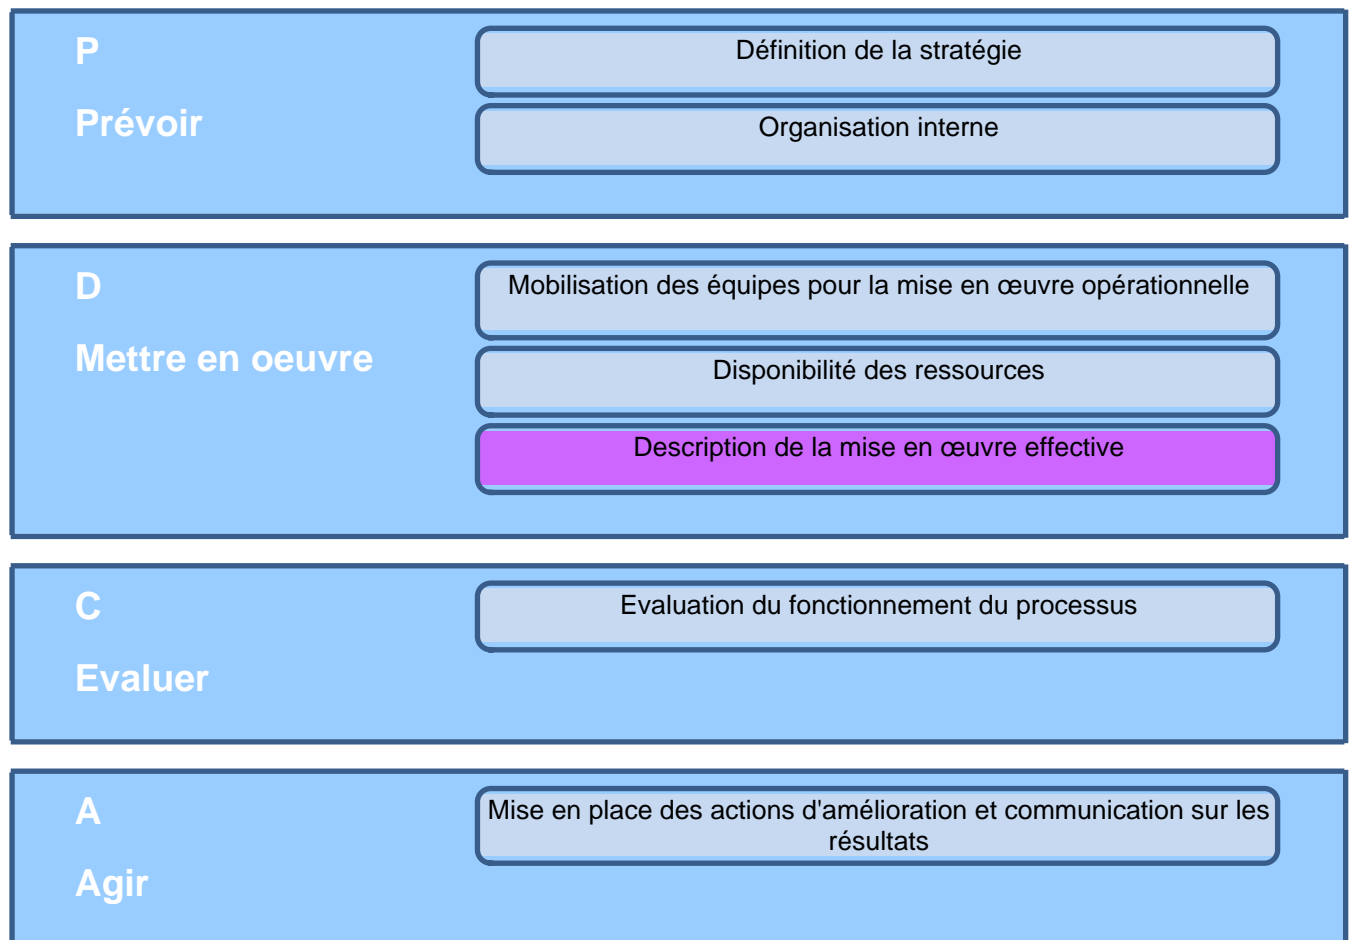 P
Prévoir
Définition de la stratégie
Organisation interne
D
Mettre en oeuvre
Mobilisation des équipes pour la mise en œuvre opérationnelle
Disponibilité des ressources
Description de la mise en œuvre effective
C
Evaluer
Evaluation du fonctionnement du processus
A
Agir
Mise en place des actions d'amélioration et communication sur les
résultats